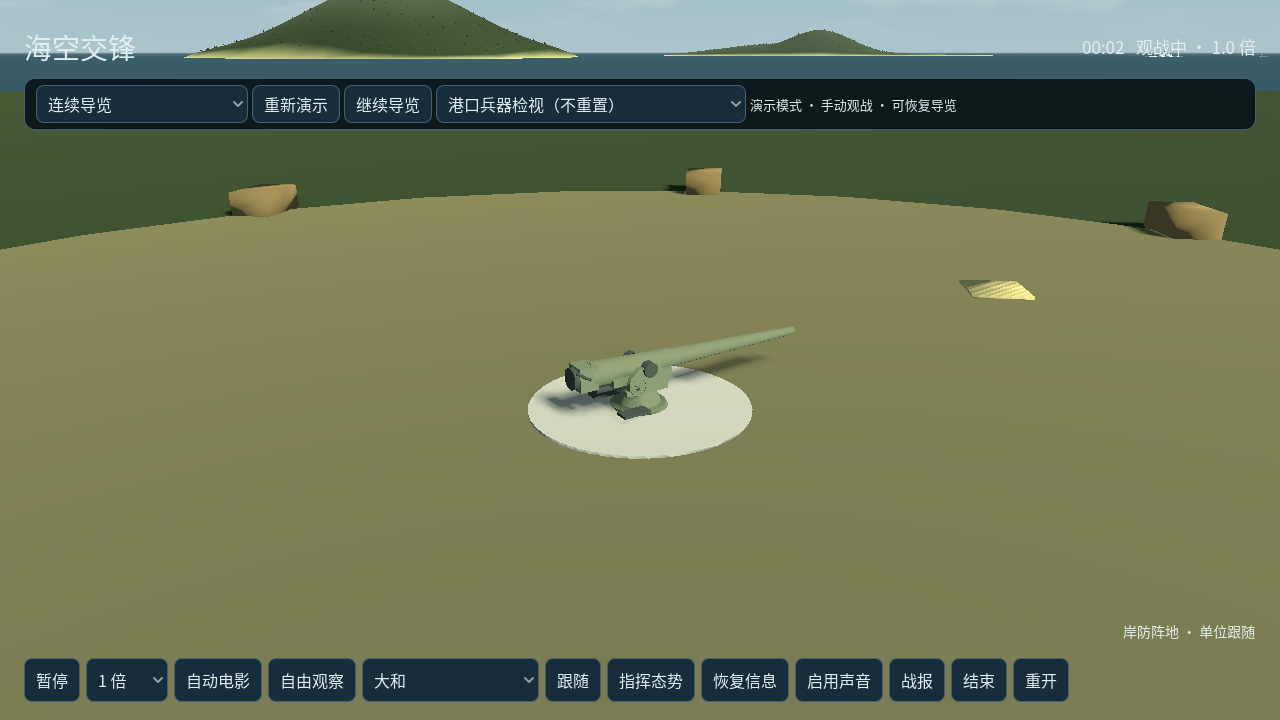 海空交锋
00:02 观战中 · 1.0 倍
连续导览 重新演示 继续导览 港口兵器检视（不重置） 演示模式 · 手动观战 · 可恢复导览
岸防阵地 · 单位跟随
暂停 1 倍 自动电影 自由观察 大和 跟随 指挥态势 恢复信息 启用声音 战报 结束 重开